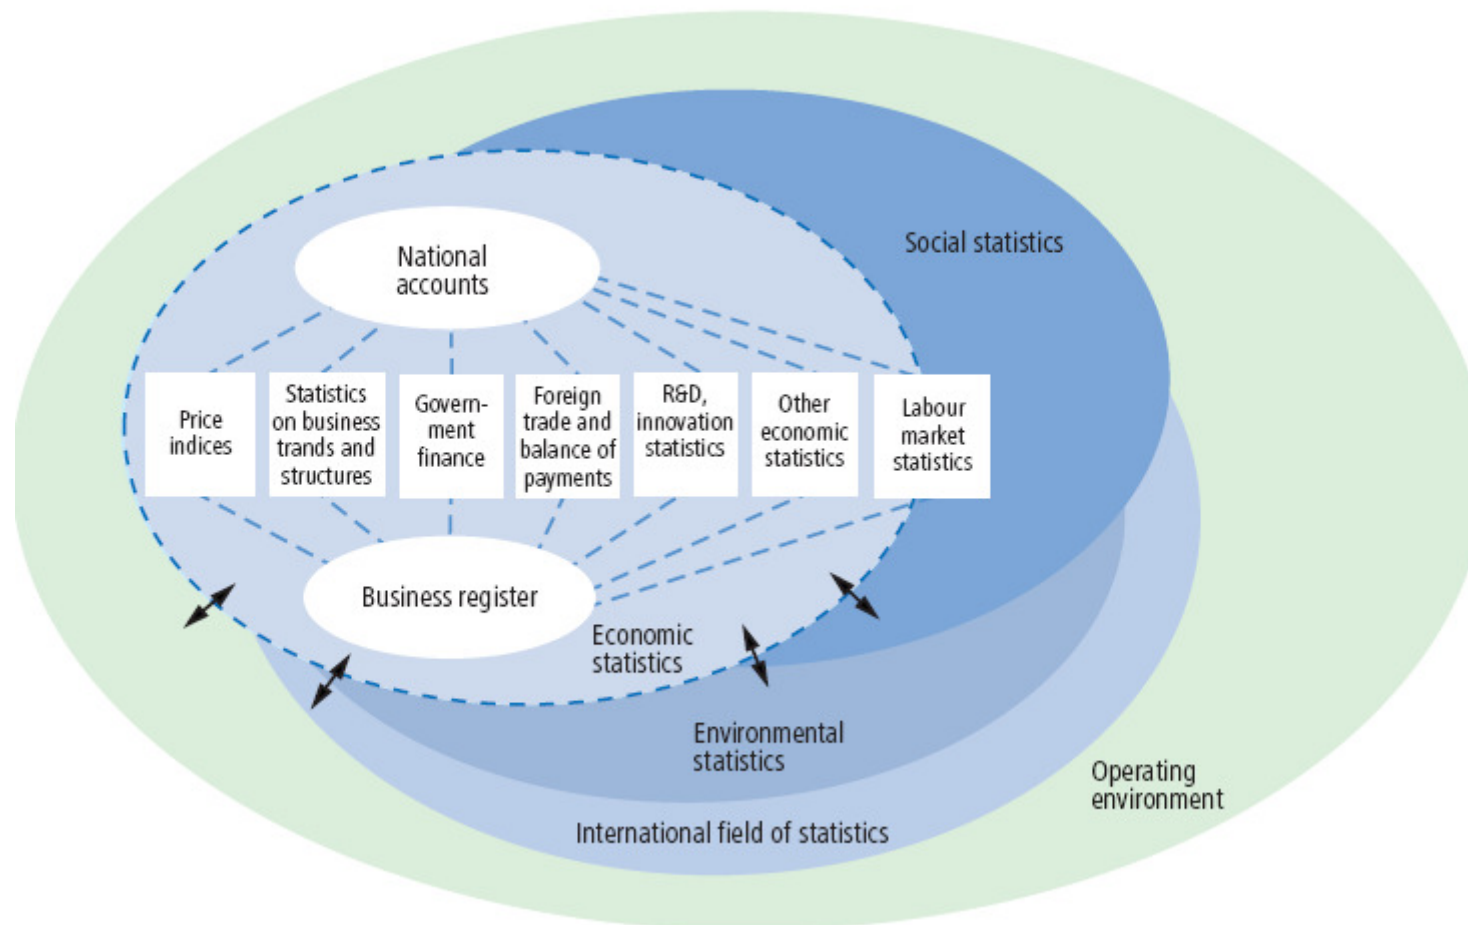 National
accounts
Social statistics
Price
indices
Statistics
on business
trands and
structures
Govern-
ment
finance
Foreign
trade and
balance of
payments
R&D,
innovation
statistics
Other
economic
statistics
Labour
market
statistics
Business register
Economic
statistics
Environmental
statistics
Operating
environment
International field of statistics